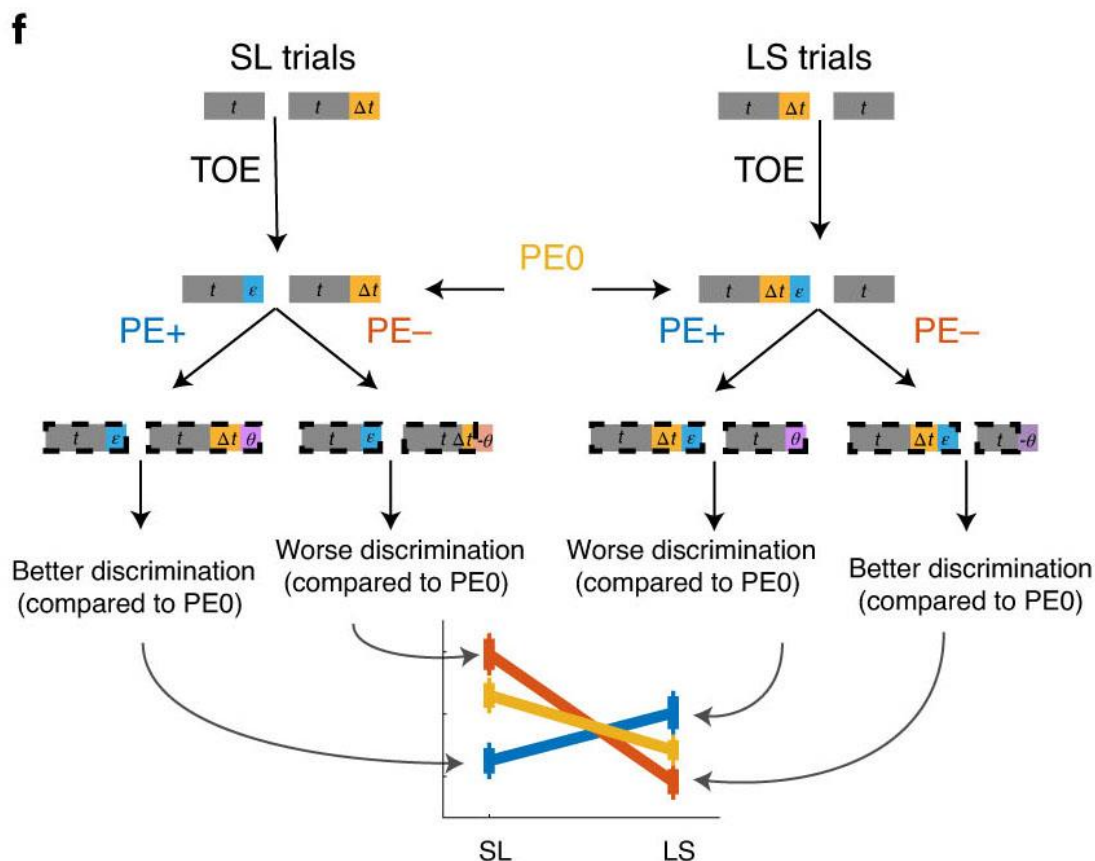 f
SL trials
LS trials
t
t Δt
t Δt
t
TOE
TOE
PE0
t ε
t Δt
t Δt ε
t
PE+
PE–
PE+
PE–
t ε
t Δt θ
t ε
t Δt -θ
t Δt ε
t θ
t Δt ε
t -θ
Better discrimination
(compared to PE0)
Worse discrimination
(compared to PE0)
Worse discrimination
(compared to PE0)
Better discrimination
(compared to PE0)
SL
LS